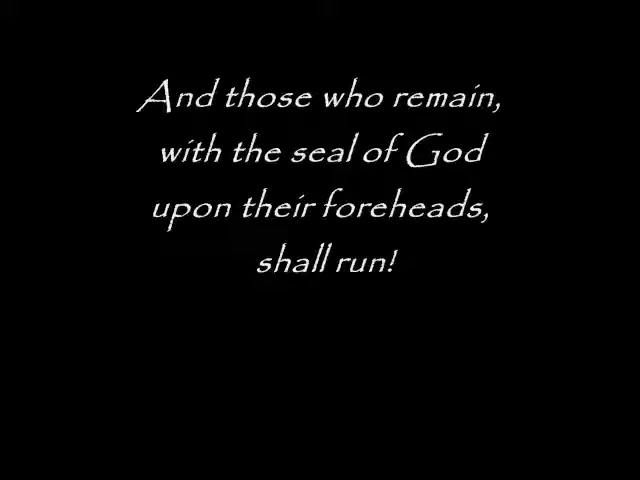 And those who remain,
with the seal of God
upon their foreheads,
shall run!